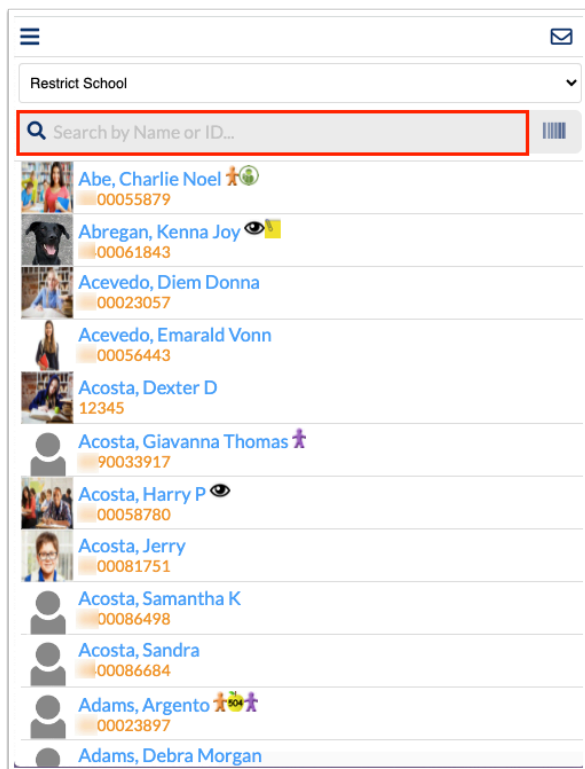 Restrict School
Search by Name or ID...
Abe, Charlie Noel
00055879
Abregan, Kenna Joy
00061843
Acevedo, Diem Donna
00023057
Acevedo, Emarald Vonn
00056443
Acosta, Dexter D
12345
Acosta, Giavanna Thomas
90033917
Acosta, Harry P
00058780
Acosta, Jerry
00081751
Acosta, Samantha K
00086498
Acosta, Sandra
00086684
Adams, Argento 504
00023897
Adams, Debra Morgan